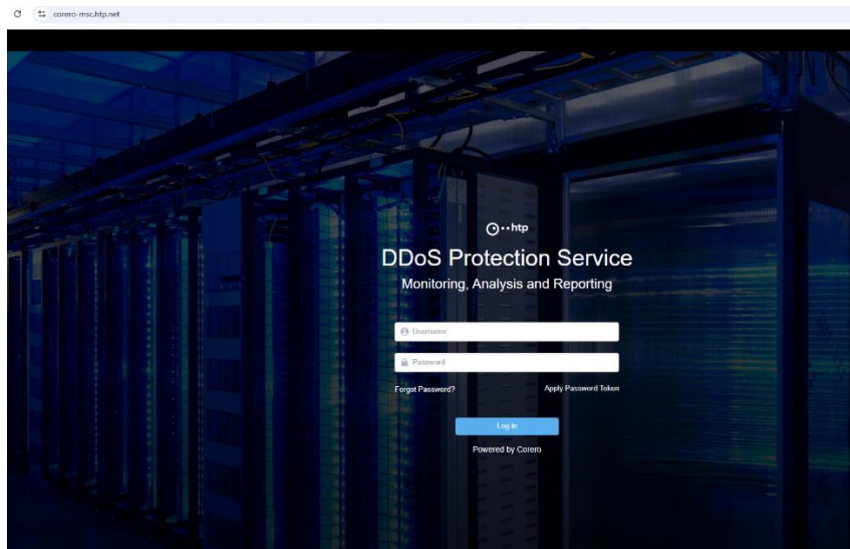 corero-msc.htp.net
htp
DDoS Protection Service
Monitoring, Analysis and Reporting
Username
Password
Forgot Password? Apply Password Token
Log in
Powered by Corero